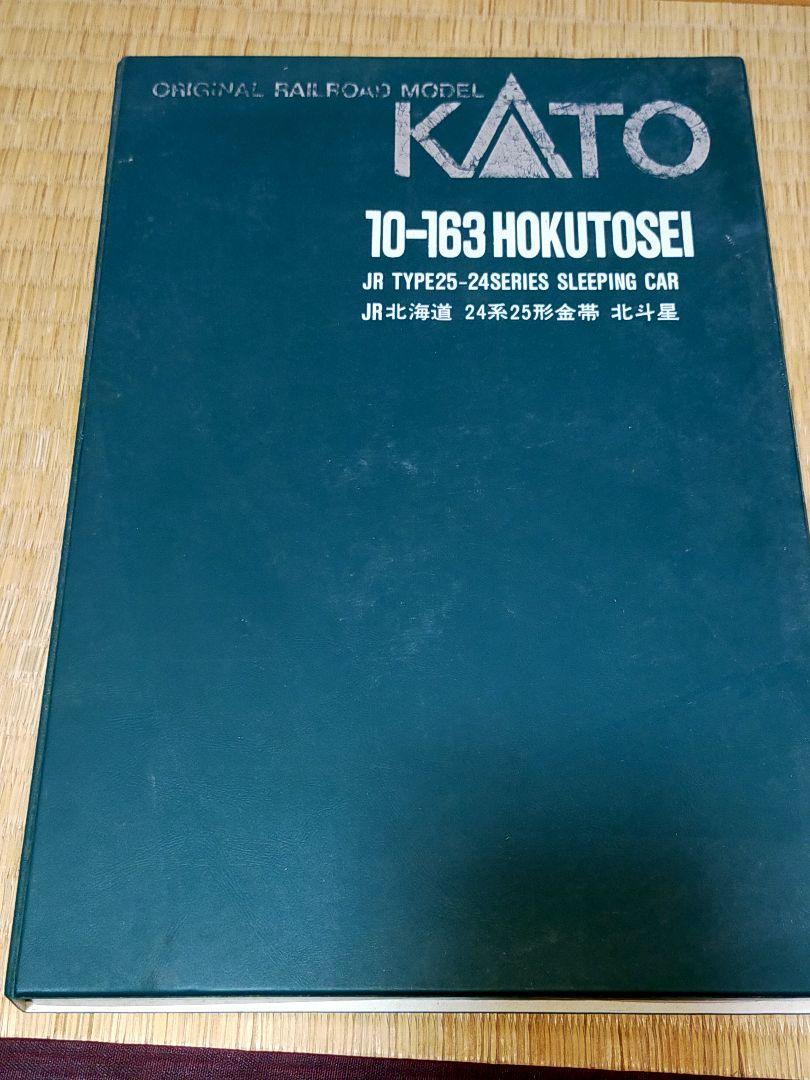 ORIGINAL RAILROAD MODEL
KATO
10-163 HOKUTOSEI
JR TYPE25-24SERIES SLEEPING CAR
JR北海道 24系25形金帯 北斗星